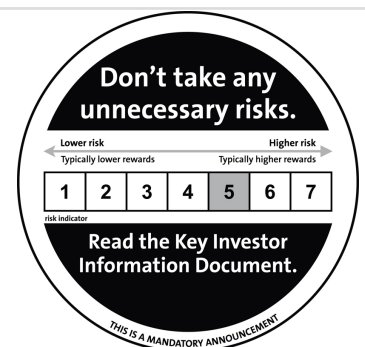 Don't take any
unnecessary risks.
Lower risk Higher risk
Typically lower rewards Typically higher rewards
1 2 3 4 5 6 7
risk indicator
Read the Key Investor
Information Document.
THIS IS A MANDATORY ANNOUNCEMENT